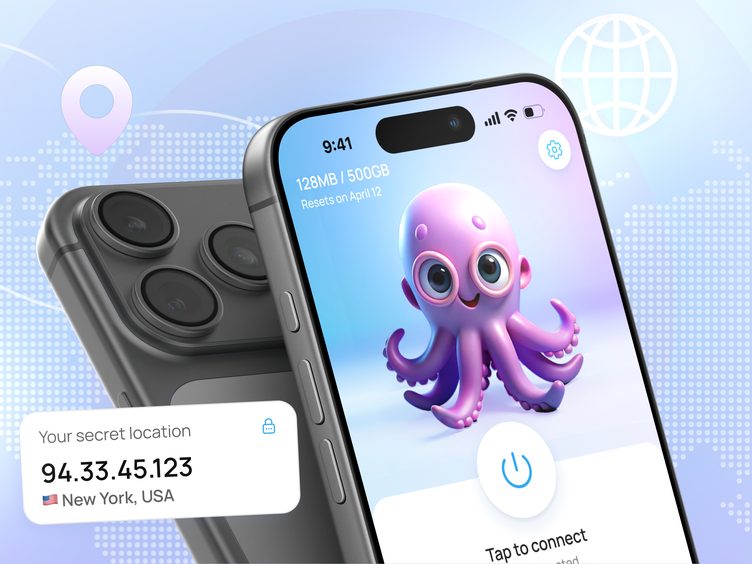 9:41
128MB / 500GB
Resets on April 12
Your secret location
94.33.45.123
New York, USA
Tap to connect